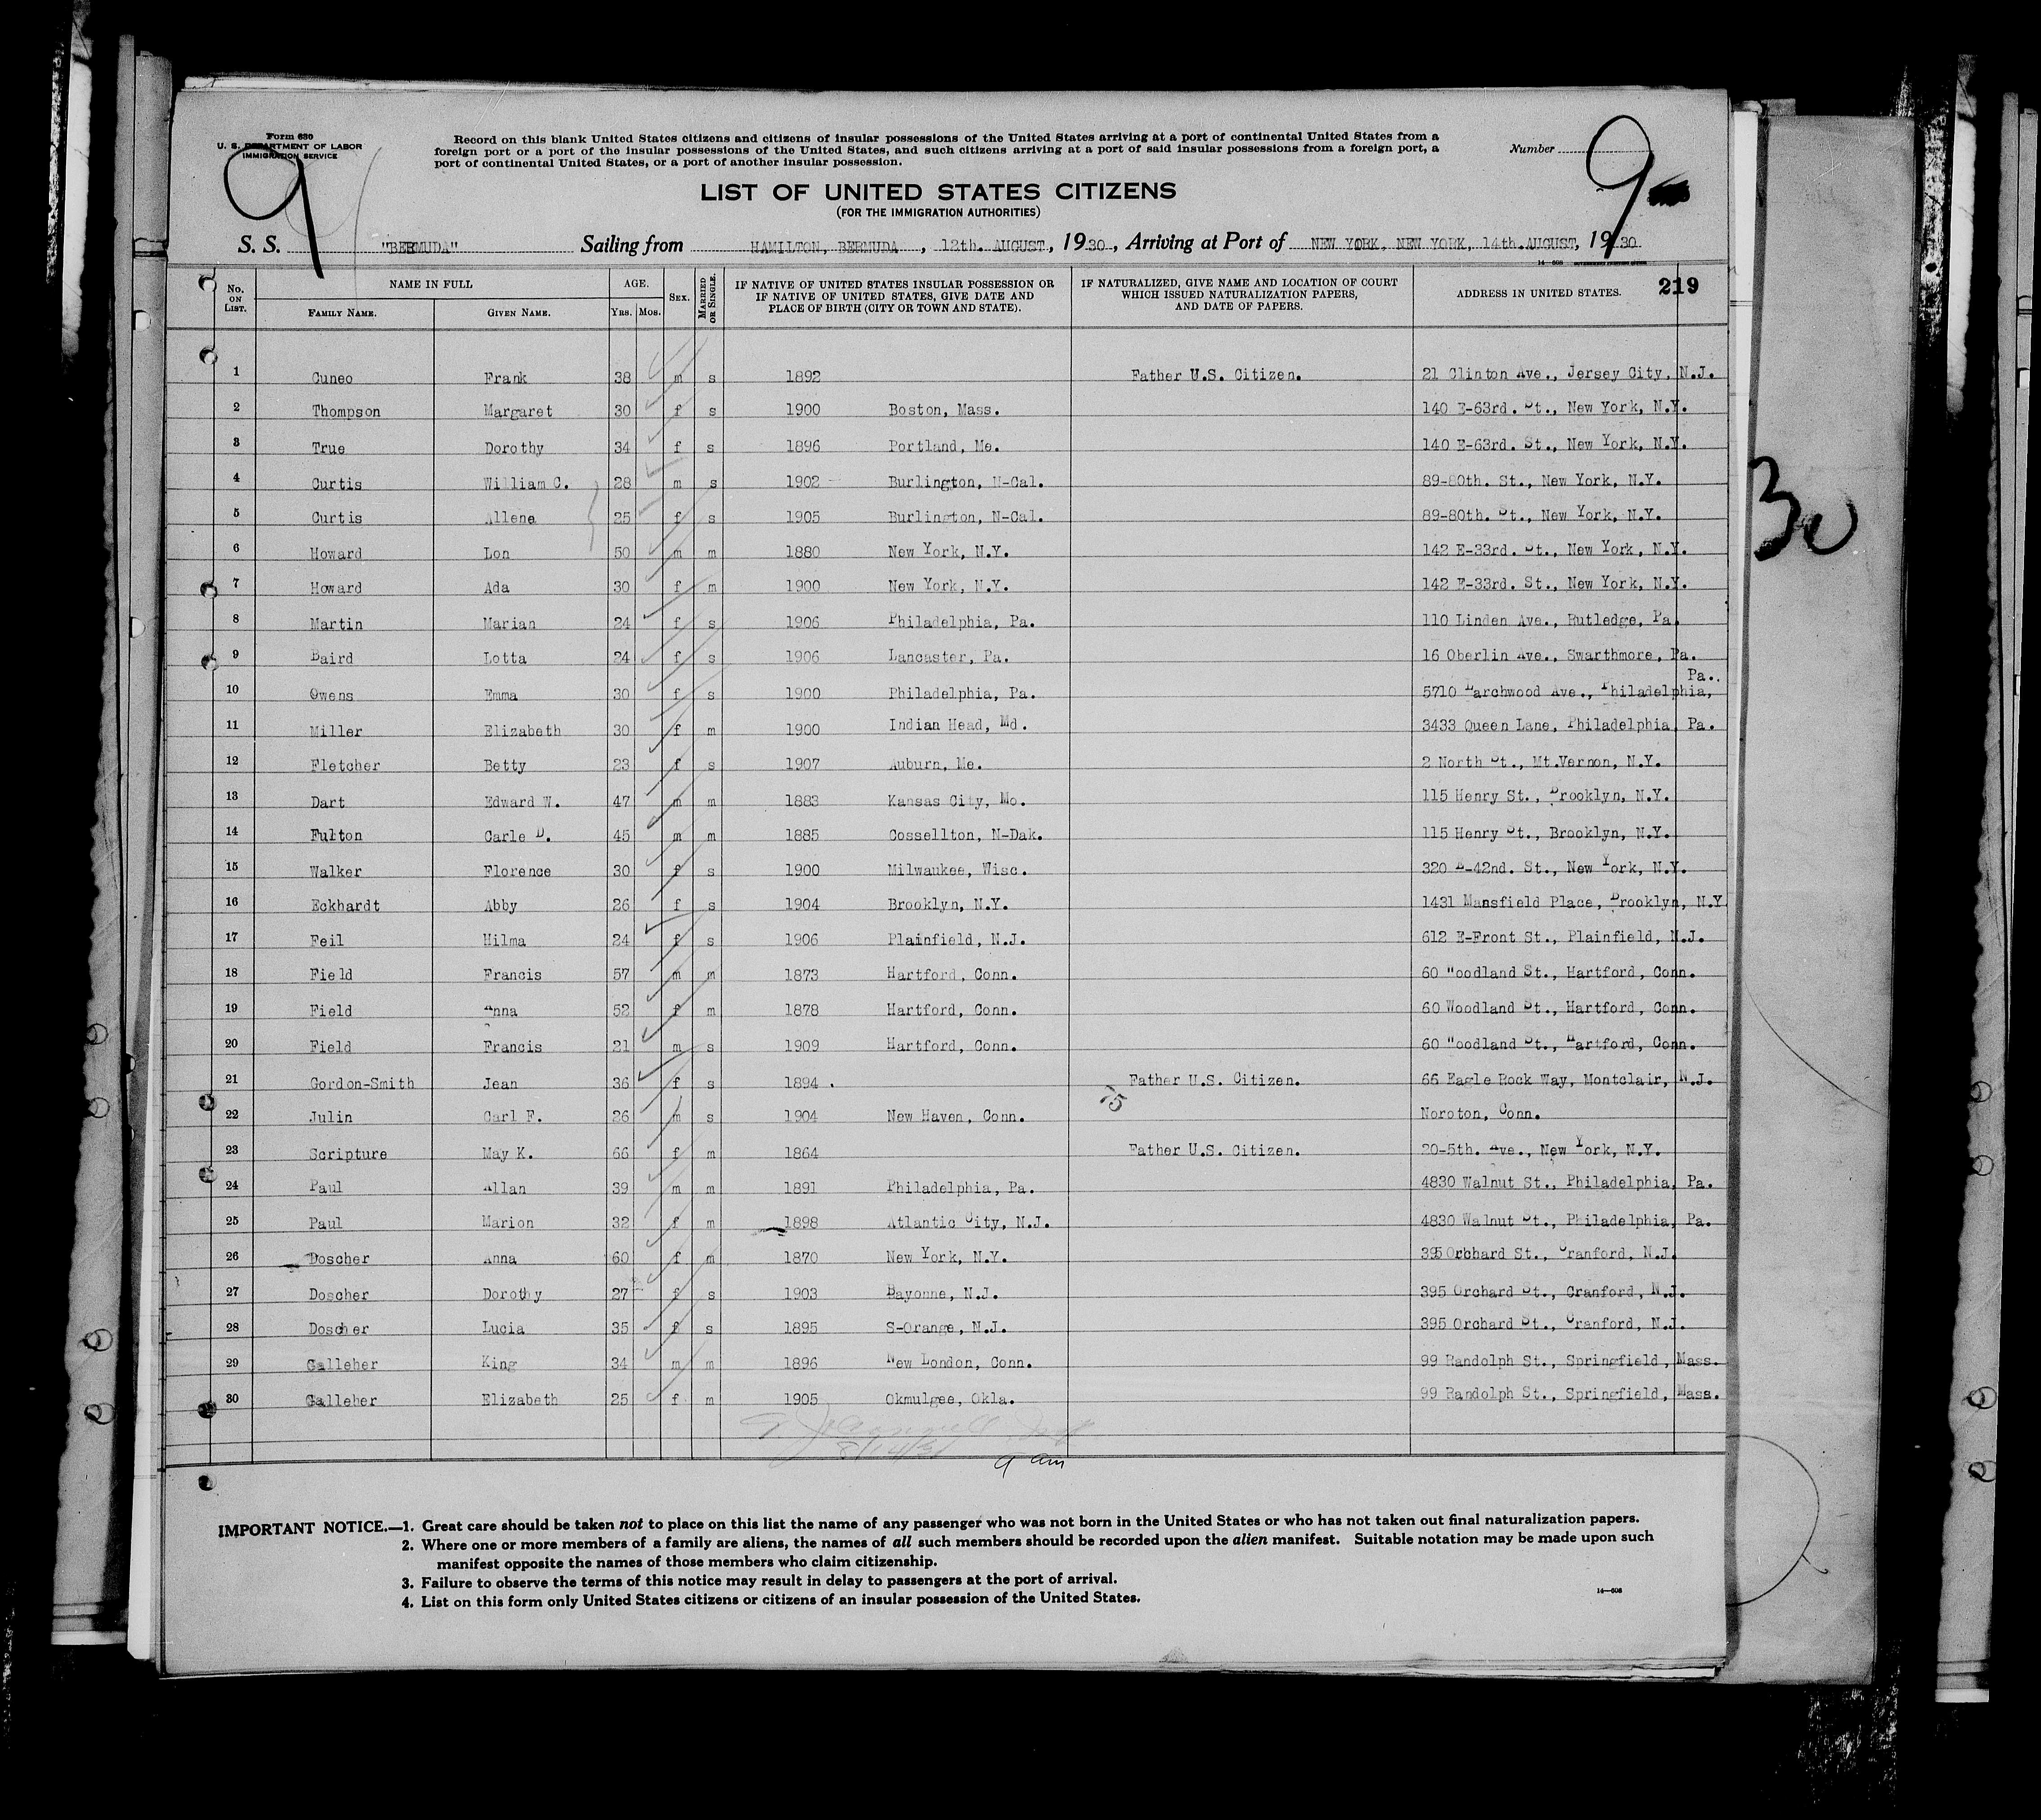 Form 630
U. S. DEPARTMENT OF LABOR
IMMIGRATION SERVICE
Record on this blank United States citizens and citizens of insular possessions of the United States arriving at a port of continental United States from a
foreign port or a port of the insular possessions of the United States, and such citizens arriving at a port of said insular possessions from a foreign port, a
port of continental United States, or a port of another insular possession.
Number
9
9
LIST OF UNITED STATES CITIZENS
(FOR THE IMMIGRATION AUTHORITIES)
S. S. "BERMUDA" Sailing from HAMILTON, BERMUDA, 12th. AUGUST, 1930, Arriving at Port of NEW YORK, NEW YORK, 14th. AUGUST, 1930
14—608
219
No. ON LIST. NAME IN FULL FAMILY NAME. GIVEN NAME. AGE. YRS. MOS. SEX. MARRIED OR SINGLE. IF NATIVE OF UNITED STATES INSULAR POSSESSION OR IF NATIVE OF UNITED STATES, GIVE DATE AND PLACE OF BIRTH (CITY OR TOWN AND STATE). IF NATURALIZED, GIVE NAME AND LOCATION OF COURT WHICH ISSUED NATURALIZATION PAPERS, AND DATE OF PAPERS. ADDRESS IN UNITED STATES.
1 Cuneo Frank 38 m s 1892 Father U.S. Citizen. 21 Clinton Ave., Jersey City, N.J.
2 Thompson Margaret 30 f s 1900 Boston, Mass. 140 E-63rd. St., New York, N.Y.
3 True Dorothy 34 f s 1896 Portland, Me. 140 E-63rd. St., New York, N.Y.
4 Curtis William C. 28 m s 1902 Burlington, N-Cal. 89-80th. St., New York, N.Y.
5 Curtis Allene 25 f s 1905 Burlington, N-Cal. 89-80th. St., New York, N.Y.
6 Howard Lon 50 m m 1880 New York, N.Y. 142 E-33rd. St., New York, N.Y.
7 Howard Ada 30 f m 1900 New York, N.Y. 142 E-33rd. St., New York, N.Y.
8 Martin Marian 24 f s 1906 Philadelphia, Pa. 110 Linden Ave., Rutledge, Pa.
9 Baird Lotta 24 f s 1906 Lancaster, Pa. 16 Oberlin Ave., Swarthmore, Pa.
10 Owens Emma 30 f s 1900 Philadelphia, Pa. 5710 Larchwood Ave., Philadelphia, Pa.
11 Miller Elizabeth 30 f m 1900 Indian Head, Md. 3433 Queen Lane, Philadelphia, Pa.
12 Fletcher Betty 23 f s 1907 Auburn, Me. 2 North St., Mt.Vernon, N.Y.
13 Dart Edward W. 47 m m 1883 Kansas City, Mo. 115 Henry St., Brooklyn, N.Y.
14 Fulton Carle D. 45 m m 1885 Cossellton, N-Dak. 115 Henry St., Brooklyn, N.Y.
15 Walker Florence 30 f s 1900 Milwaukee, Wisc. 320 E-42nd. St., New York, N.Y.
16 Eckhardt Abby 26 f s 1904 Brooklyn, N.Y. 1431 Mansfield Place, Brooklyn, N.Y.
17 Feil Hilma 24 f s 1906 Plainfield, N.J. 612 E-Front St., Plainfield, N.J.
18 Field Francis 57 m m 1873 Hartford, Conn. 60 "oodland St., Hartford, Conn.
19 Field Anna 52 f m 1878 Hartford, Conn. 60 Woodland St., Hartford, Conn.
20 Field Francis 21 m s 1909 Hartford, Conn. 60 "oodland St., Hartford, Conn.
21 Gordon-Smith Jean 36 f s 1894 Father U.S. Citizen. 66 Eagle Rock Way, Montclair, N.J.
75
22 Julin Carl F. 26 m s 1904 New Haven, Conn. Noroton, Conn.
23 Scripture May K. 66 f m 1864 Father U.S. Citizen. 20-5th. Ave., New York, N.Y.
24 Paul Allan 39 m m 1891 Philadelphia, Pa. 4830 Walnut St., Philadelphia, Pa.
25 Paul Marion 32 f m 1898 Atlantic City, N.J. 4830 Walnut St., Philadelphia, Pa.
26 Doscher Anna 60 f m 1870 New York, N.Y. 395 Orchard St., Cranford, N.J.
27 Doscher Dorothy 27 f s 1903 Bayonne, N.J. 395 Orchard St., Cranford, N.J.
28 Doscher Lucia 35 f s 1895 S-Orange, N.J. 395 Orchard St., Cranford, N.J.
29 Galleher King 34 m m 1896 New London, Conn. 99 Randolph St., Springfield, Mass.
30 Galleher Elizabeth 25 f m 1905 Okmulgee, Okla. 99 Randolph St., Springfield, Mass.
9 am
30
IMPORTANT NOTICE.—1. Great care should be taken not to place on this list the name of any passenger who was not born in the United States or who has not taken out final naturalization papers.
2. Where one or more members of a family are aliens, the names of all such members should be recorded upon the alien manifest. Suitable notation may be made upon such
manifest opposite the names of those members who claim citizenship.
3. Failure to observe the terms of this notice may result in delay to passengers at the port of arrival.
4. List on this form only United States citizens or citizens of an insular possession of the United States.
14—608